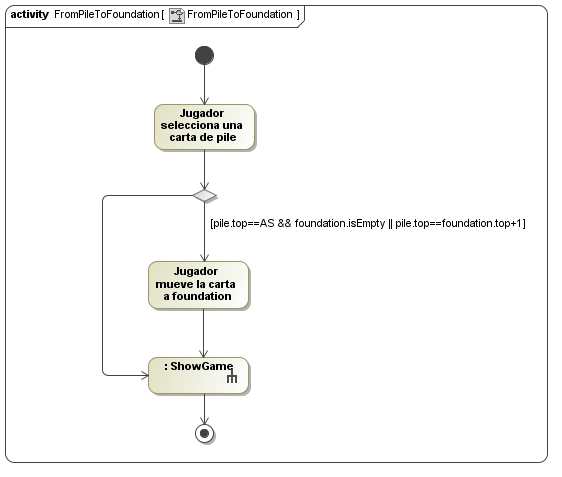 activity FromPileToFoundation [ FromPileToFoundation ]
Jugador
selecciona una
carta de pile
[pile.top==AS && foundation.isEmpty || pile.top==foundation.top+1]
Jugador
mueve la carta
a foundation
: ShowGame